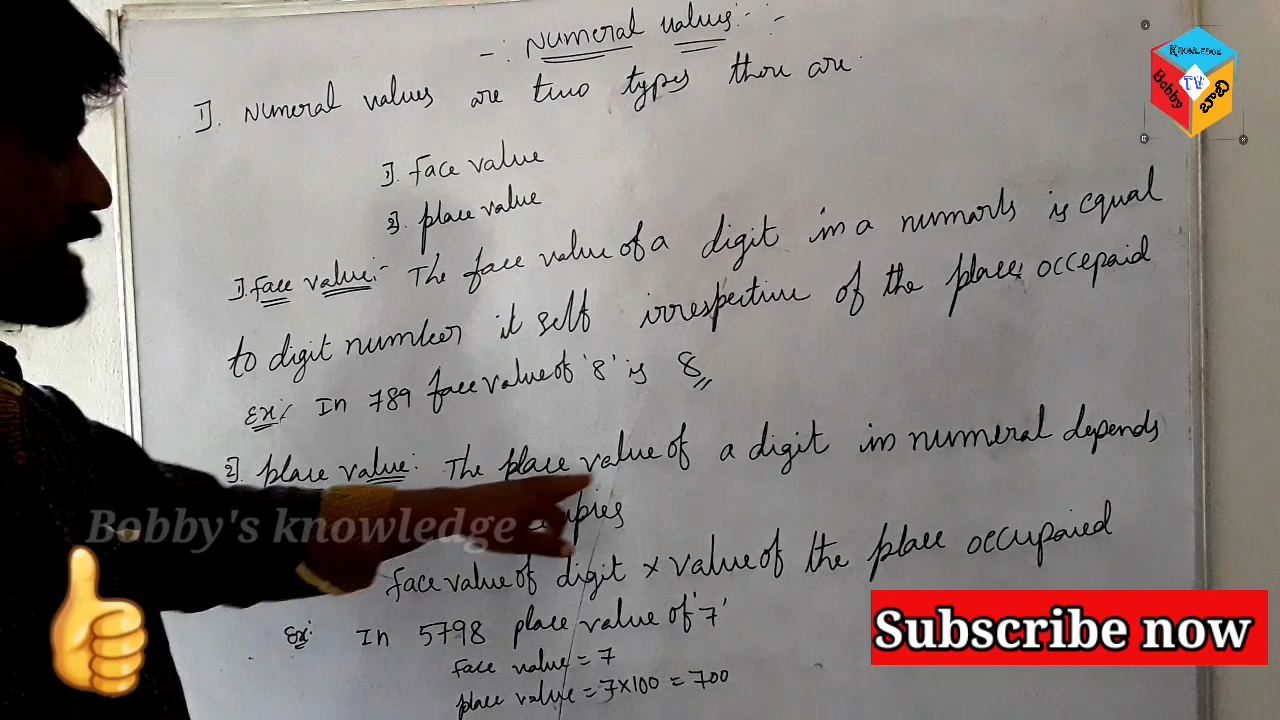 -: Numeral values:-
1]. Numeral values are two types there are
1]. Face value
2]. place value
1]. Face value:- The face value of a digit in a numarls is equal
to digit number it self irrespective of the place occepaid
Ex:- In 789 face value of '8' is 8
2]. place value: The place value of a digit in numeral depends
face value of digit × value of the place occupaied
Ex: In 5798 place value of '7'
face value = 7
place value = 7×100 = 700
KNOWLEDGE
Bobby
TV
బాబి
Bobby's knowledge
Subscribe now